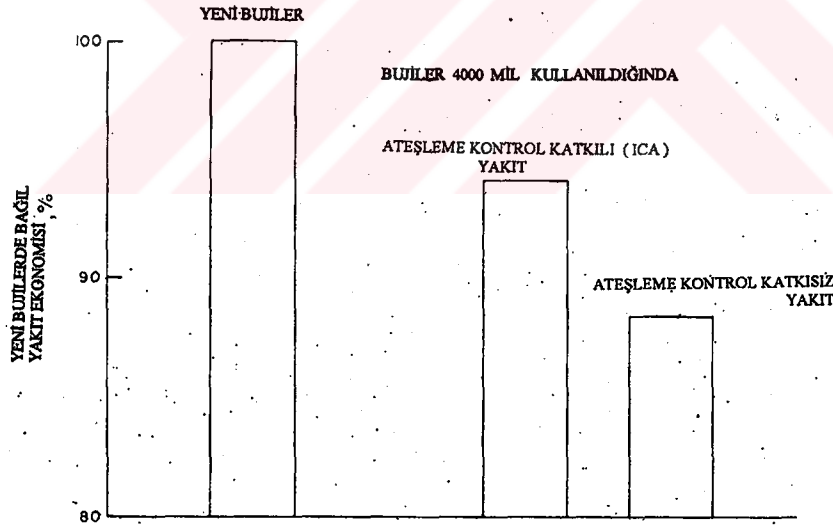 YENİ BUJİLER
100
BUJİLER 4000 MİL KULLANILDIĞINDA
ATEŞLEME KONTROL KATKILI ( ICA )
YAKIT
YENİ BUJİLERDE BAĞIL
YAKIT EKONOMİSİ , %
90
ATEŞLEME KONTROL KATKISIZ
YAKIT
80